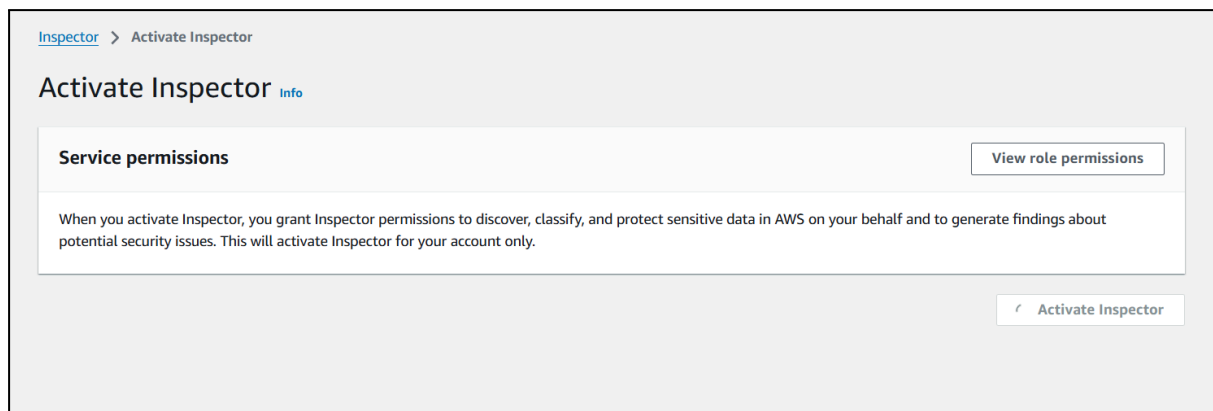 Inspector > Activate Inspector
Activate Inspector Info
Service permissions
View role permissions
When you activate Inspector, you grant Inspector permissions to discover, classify, and protect sensitive data in AWS on your behalf and to generate findings about
potential security issues. This will activate Inspector for your account only.
Activate Inspector